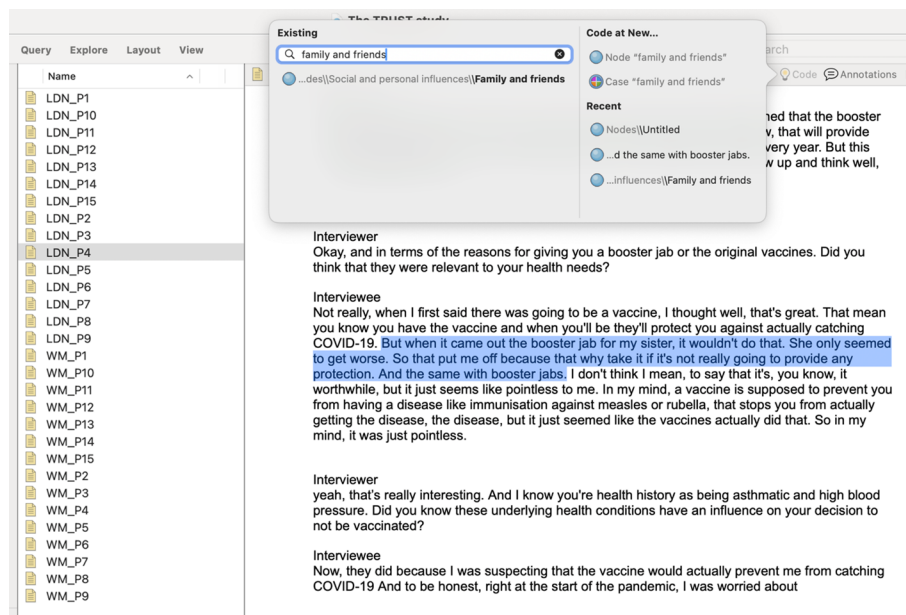 The TRUST study
Query Explore Layout View
Existing
family and friends
...des\\Social and personal influences\\Family and friends
Code at New...
Node “family and friends”
Case “family and friends”
Recent
Nodes\\Untitled
...d the same with booster jabs.
...influences\\Family and friends
arch
Code Annotations
Name
LDN_P1
LDN_P10
LDN_P11
LDN_P12
LDN_P13
LDN_P14
LDN_P15
LDN_P2
LDN_P3
LDN_P4
LDN_P5
LDN_P6
LDN_P7
LDN_P8
LDN_P9
WM_P1
WM_P10
WM_P11
WM_P12
WM_P13
WM_P14
WM_P15
WM_P2
WM_P3
WM_P4
WM_P5
WM_P6
WM_P7
WM_P8
WM_P9
ned that the booster
v, that will provide
very year. But this
w up and think well,
Interviewer
Okay, and in terms of the reasons for giving you a booster jab or the original vaccines. Did you
think that they were relevant to your health needs?
Interviewee
Not really, when I first said there was going to be a vaccine, I thought well, that's great. That mean
you know you have the vaccine and when you'll be they'll protect you against actually catching
COVID-19. But when it came out the booster jab for my sister, it wouldn't do that. She only seemed
to get worse. So that put me off because that why take it if it's not really going to provide any
protection. And the same with booster jabs. I don't think I mean, to say that it's, you know, it
worthwhile, but it just seems like pointless to me. In my mind, a vaccine is supposed to prevent you
from having a disease like immunisation against measles or rubella, that stops you from actually
getting the disease, the disease, but it just seemed like the vaccines actually did that. So in my
mind, it was just pointless.
Interviewer
yeah, that's really interesting. And I know you're health history as being asthmatic and high blood
pressure. Did you know these underlying health conditions have an influence on your decision to
not be vaccinated?
Interviewee
Now, they did because I was suspecting that the vaccine would actually prevent me from catching
COVID-19 And to be honest, right at the start of the pandemic, I was worried about